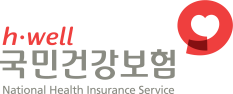 h·well
국민건강보험
National Health Insurance Service